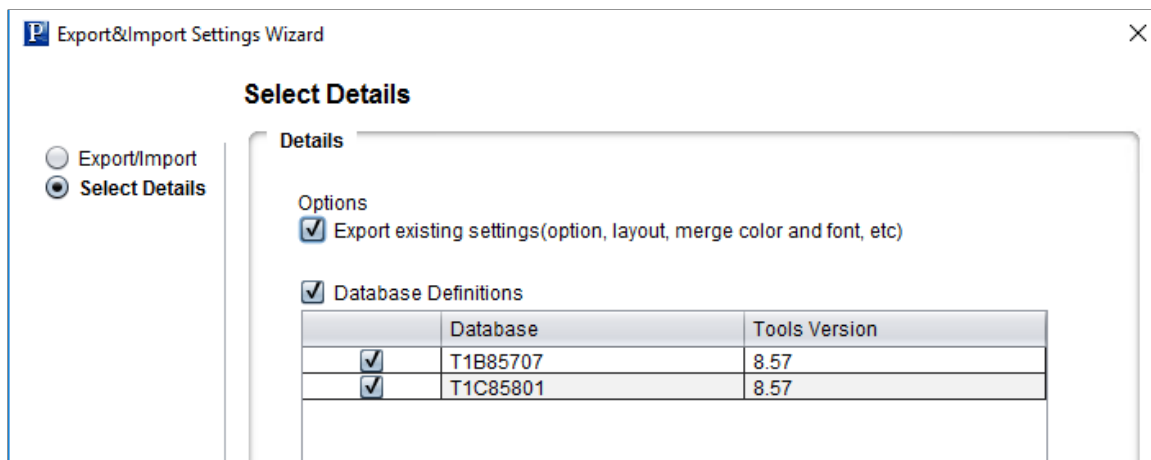 Export&Import Settings Wizard
Select Details
Export/Import
Select Details
Details
Options
Export existing settings(option, layout, merge color and font, etc)
Database Definitions
Database Tools Version
T1B85707 8.57
T1C85801 8.57